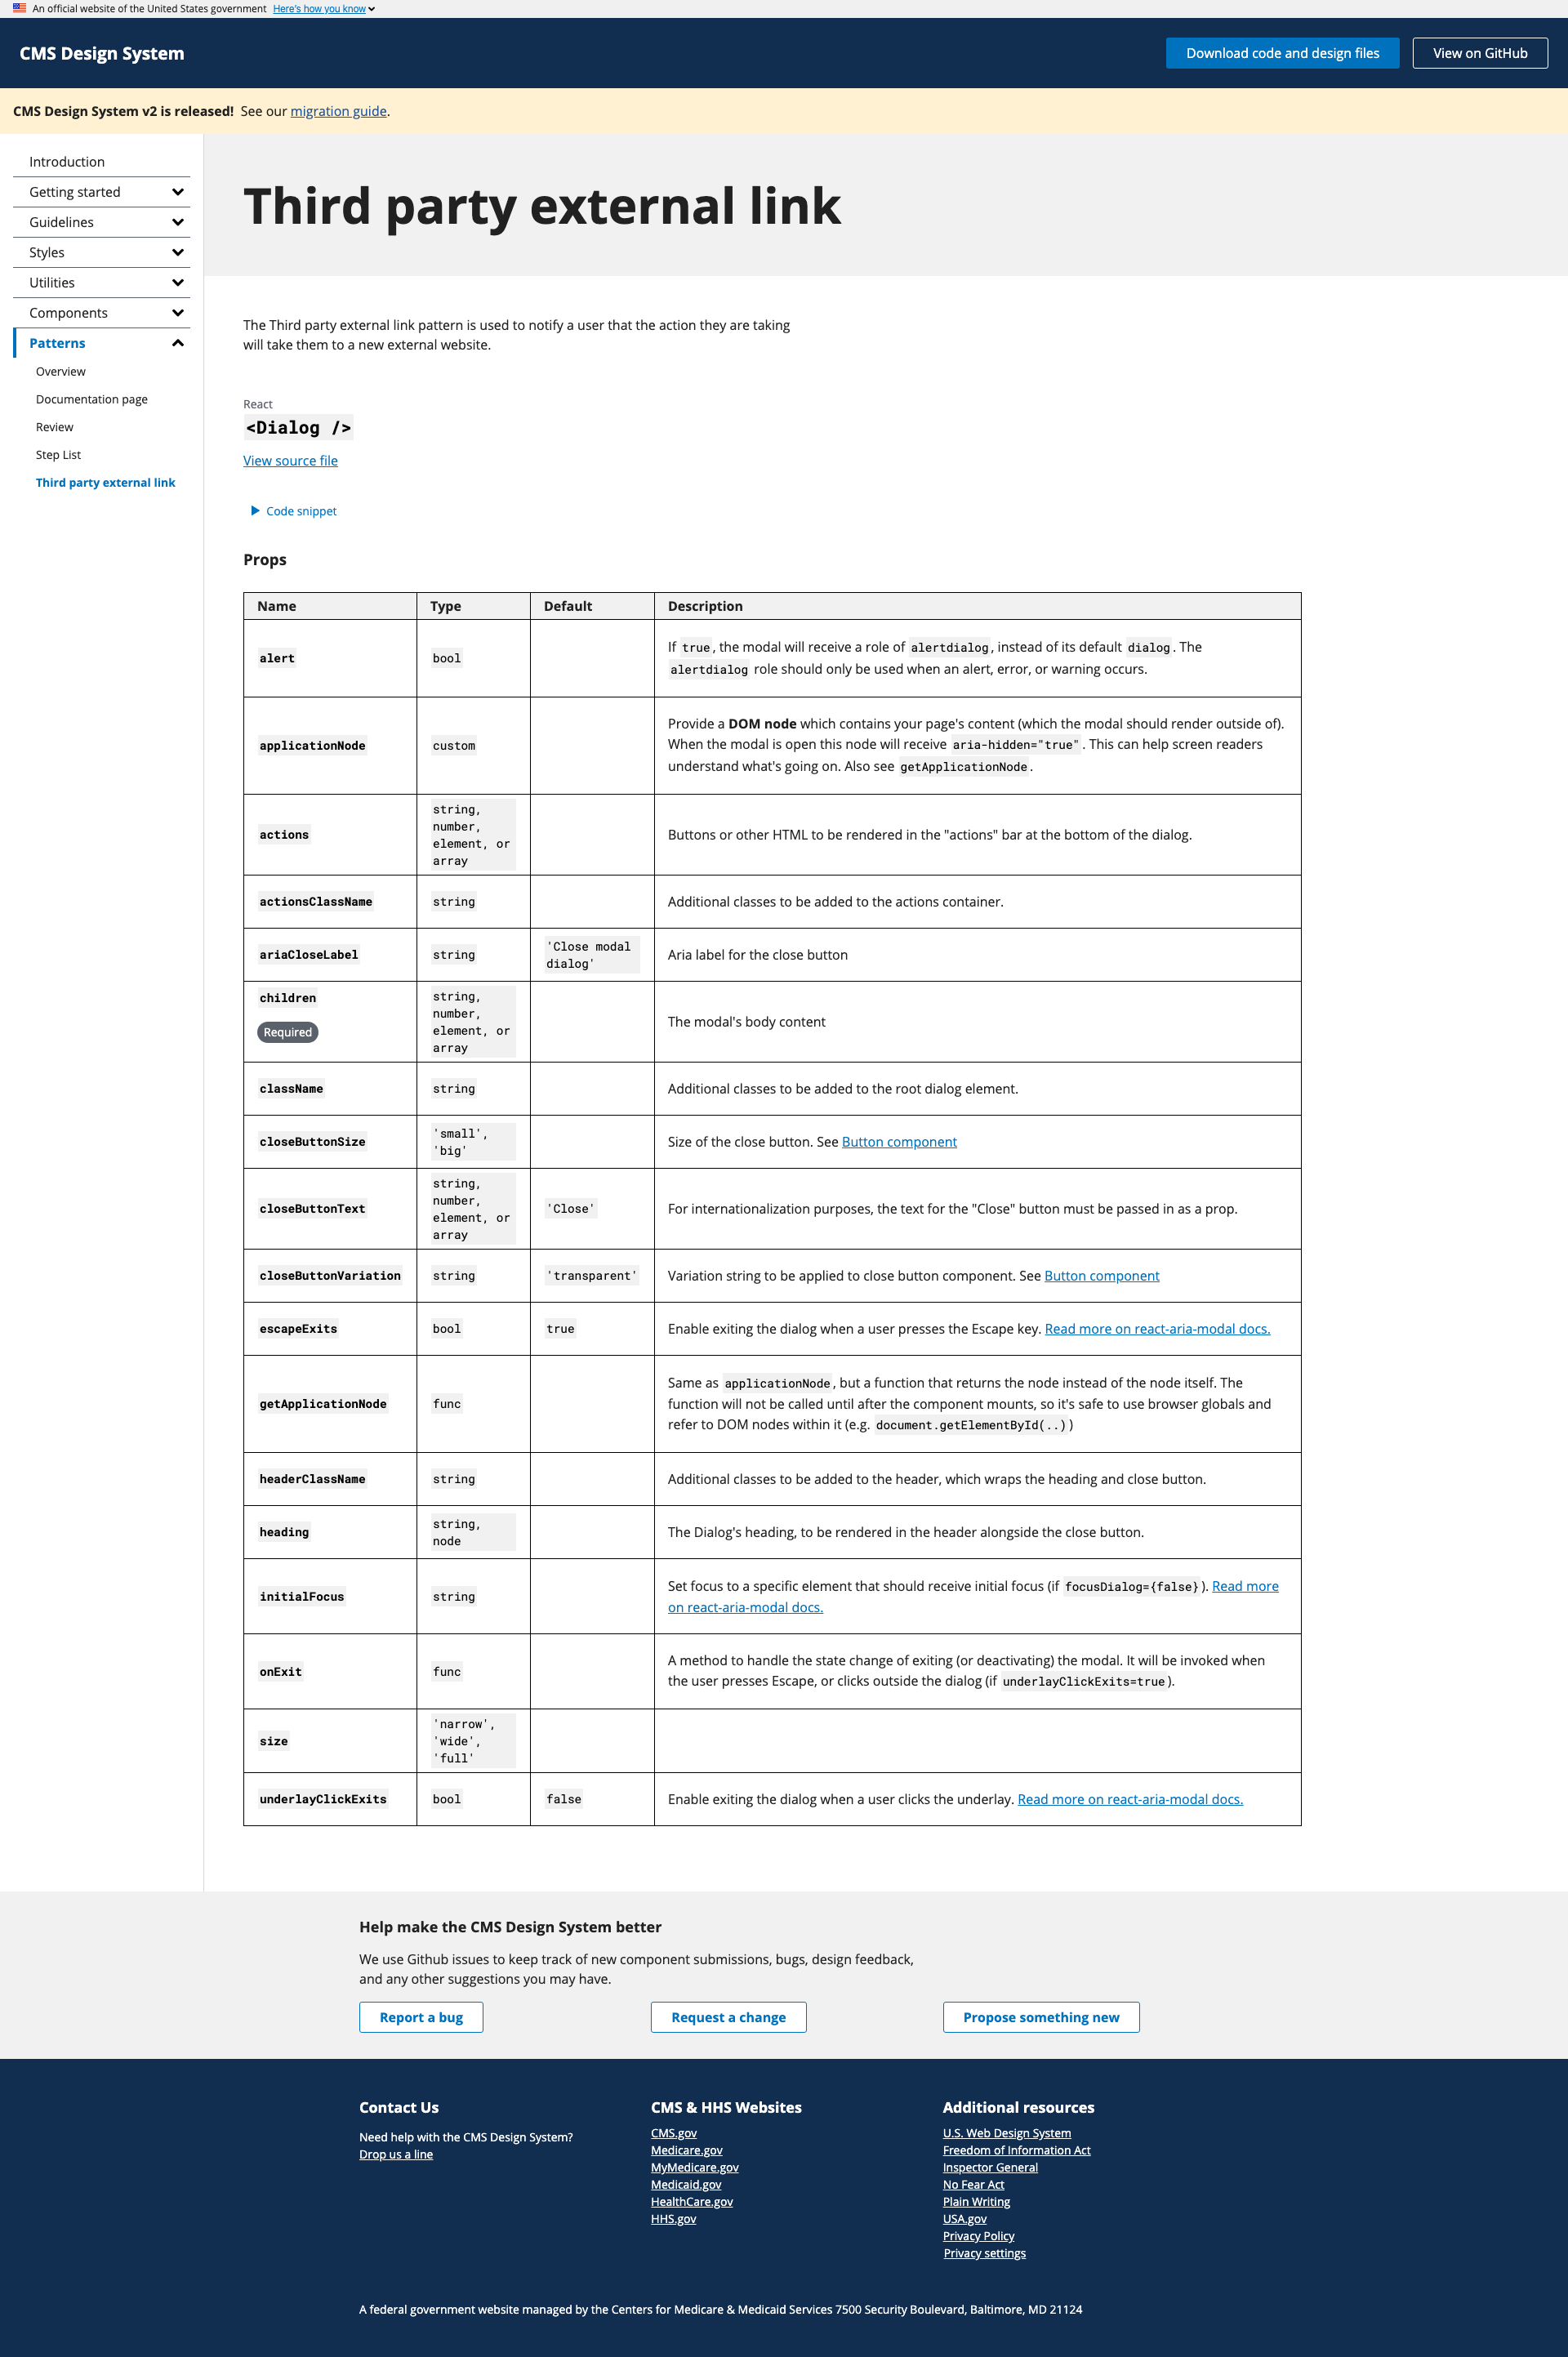 An official website of the United States government Here's how you know
CMS Design System
Download code and design files
View on GitHub
CMS Design System v2 is released! See our migration guide.
Introduction
Getting started
Guidelines
Styles
Utilities
Components
Patterns
Overview
Documentation page
Review
Step List
Third party external link
Third party external link
The Third party external link pattern is used to notify a user that the action they are taking
will take them to a new external website.
React
<Dialog />
View source file
Code snippet
Props
Name Type Default Description
alert bool If true, the modal will receive a role of alertdialog, instead of its default dialog. The
alertdialog role should only be used when an alert, error, or warning occurs.
applicationNode custom Provide a DOM node which contains your page's content (which the modal should render outside of).
When the modal is open this node will receive aria-hidden="true". This can help screen readers
understand what's going on. Also see getApplicationNode.
actions
string,
number,
element, or
array
Buttons or other HTML to be rendered in the "actions" bar at the bottom of the dialog.
actionsClassName string Additional classes to be added to the actions container.
ariaCloseLabel string
'Close modal
dialog'
Aria label for the close button
children
Required
string,
number,
element, or
array
The modal's body content
className string Additional classes to be added to the root dialog element.
closeButtonSize
'small',
'big'
Size of the close button. See Button component
closeButtonText
string,
number,
element, or
array
'Close' For internationalization purposes, the text for the "Close" button must be passed in as a prop.
closeButtonVariation string 'transparent' Variation string to be applied to close button component. See Button component
escapeExits bool true Enable exiting the dialog when a user presses the Escape key. Read more on react-aria-modal docs.
getApplicationNode func Same as applicationNode, but a function that returns the node instead of the node itself. The
function will not be called until after the component mounts, so it's safe to use browser globals and
refer to DOM nodes within it (e.g. document.getElementById(..))
headerClassName string Additional classes to be added to the header, which wraps the heading and close button.
heading
string,
node
The Dialog's heading, to be rendered in the header alongside the close button.
initialFocus string Set focus to a specific element that should receive initial focus (if focusDialog={false}). Read more
on react-aria-modal docs.
onExit func A method to handle the state change of exiting (or deactivating) the modal. It will be invoked when
the user presses Escape, or clicks outside the dialog (if underlayClickExits=true).
size
'narrow',
'wide',
'full'
underlayClickExits bool false Enable exiting the dialog when a user clicks the underlay. Read more on react-aria-modal docs.
Help make the CMS Design System better
We use Github issues to keep track of new component submissions, bugs, design feedback,
and any other suggestions you may have.
Report a bug
Request a change
Propose something new
Contact Us
Need help with the CMS Design System?
Drop us a line
CMS & HHS Websites
CMS.gov
Medicare.gov
MyMedicare.gov
Medicaid.gov
HealthCare.gov
HHS.gov
Additional resources
U.S. Web Design System
Freedom of Information Act
Inspector General
No Fear Act
Plain Writing
USA.gov
Privacy Policy
Privacy settings
A federal government website managed by the Centers for Medicare & Medicaid Services 7500 Security Boulevard, Baltimore, MD 21124